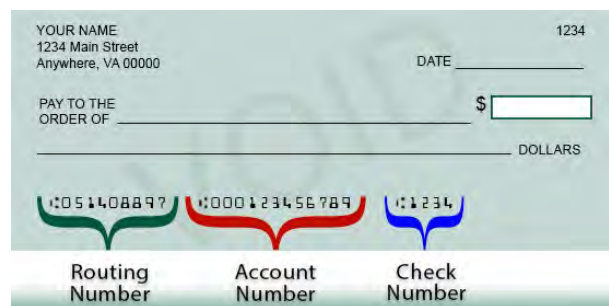 YOUR NAME 1234
1234 Main Street
Anywhere, VA 00000
DATE
PAY TO THE
ORDER OF $
DOLLARS
VOID
⑆051408897⑆ ⑆000123456789⑆ ⑆1234
Routing Account Check
Number Number Number